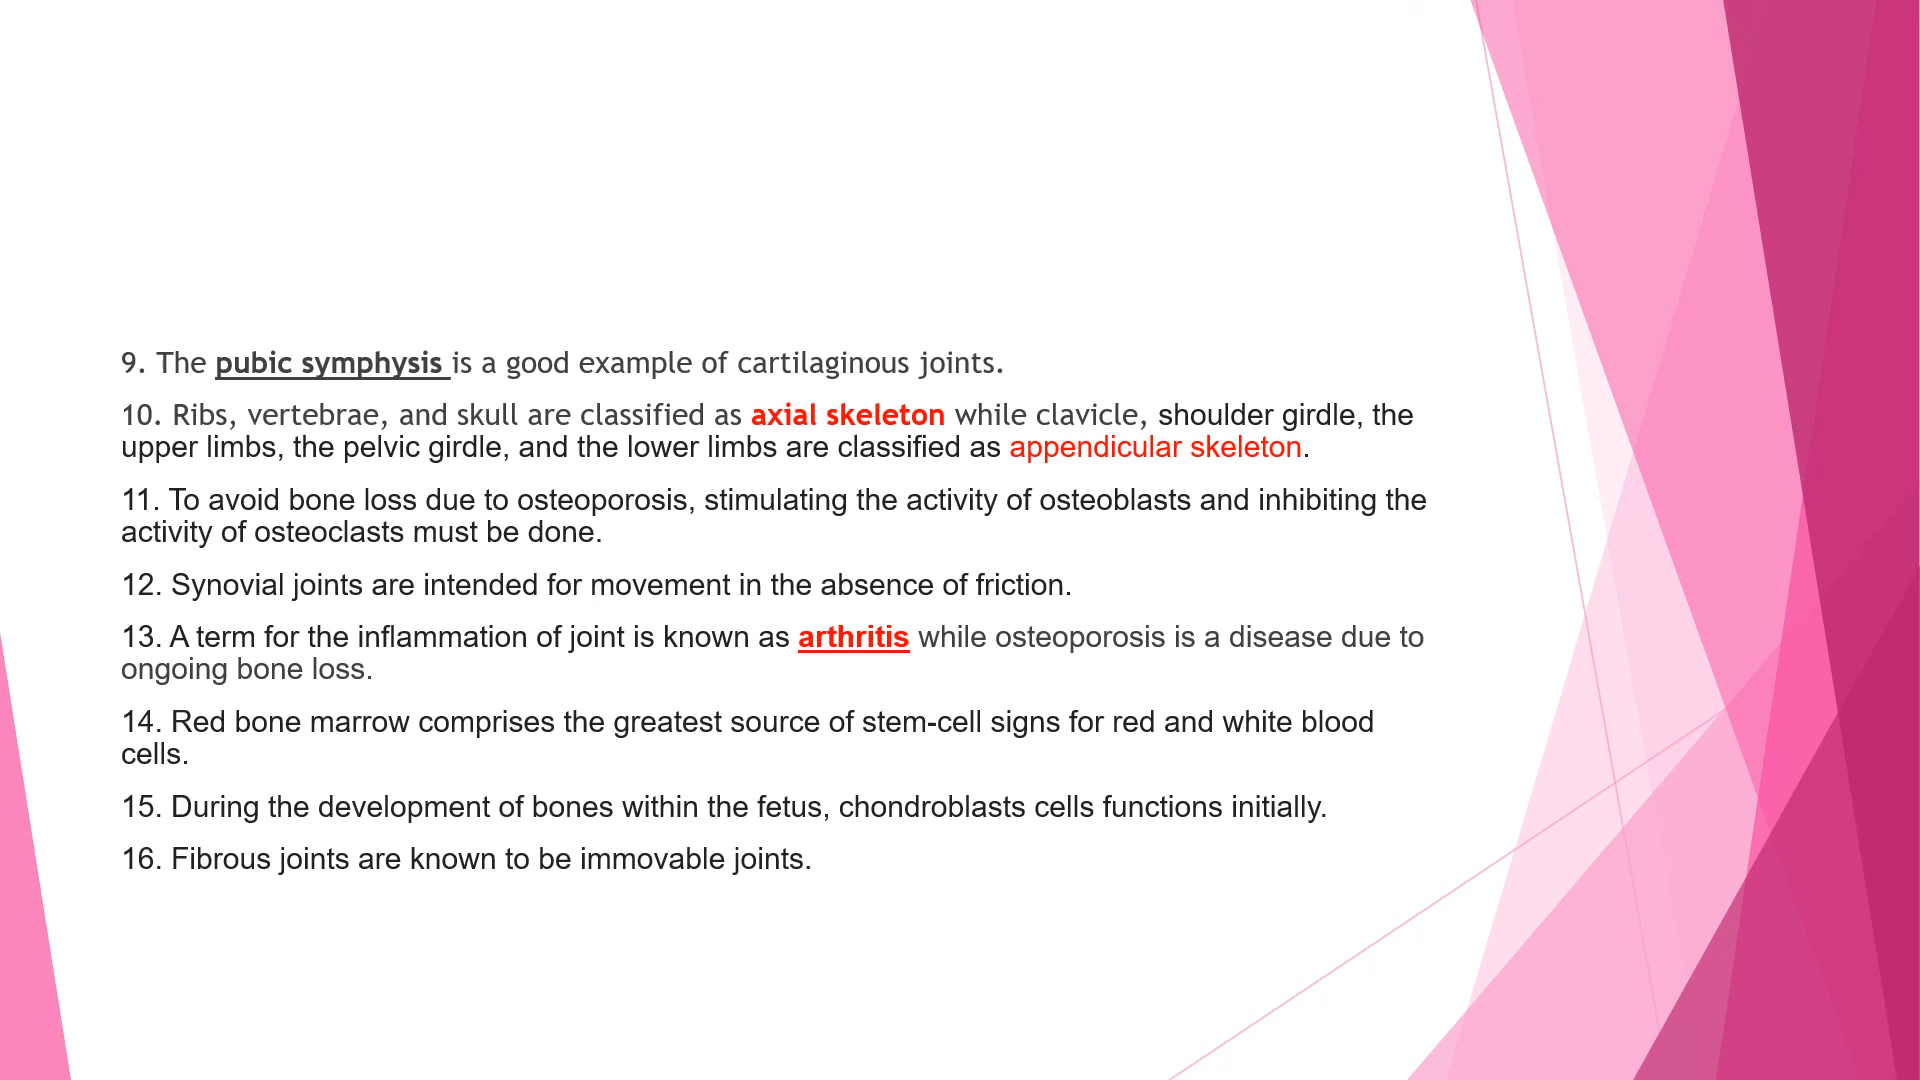 9. The pubic symphysis is a good example of cartilaginous joints.
10. Ribs, vertebrae, and skull are classified as axial skeleton while clavicle, shoulder girdle, the
upper limbs, the pelvic girdle, and the lower limbs are classified as appendicular skeleton.
11. To avoid bone loss due to osteoporosis, stimulating the activity of osteoblasts and inhibiting the
activity of osteoclasts must be done.
12. Synovial joints are intended for movement in the absence of friction.
13. A term for the inflammation of joint is known as arthritis while osteoporosis is a disease due to
ongoing bone loss.
14. Red bone marrow comprises the greatest source of stem-cell signs for red and white blood
cells.
15. During the development of bones within the fetus, chondroblasts cells functions initially.
16. Fibrous joints are known to be immovable joints.